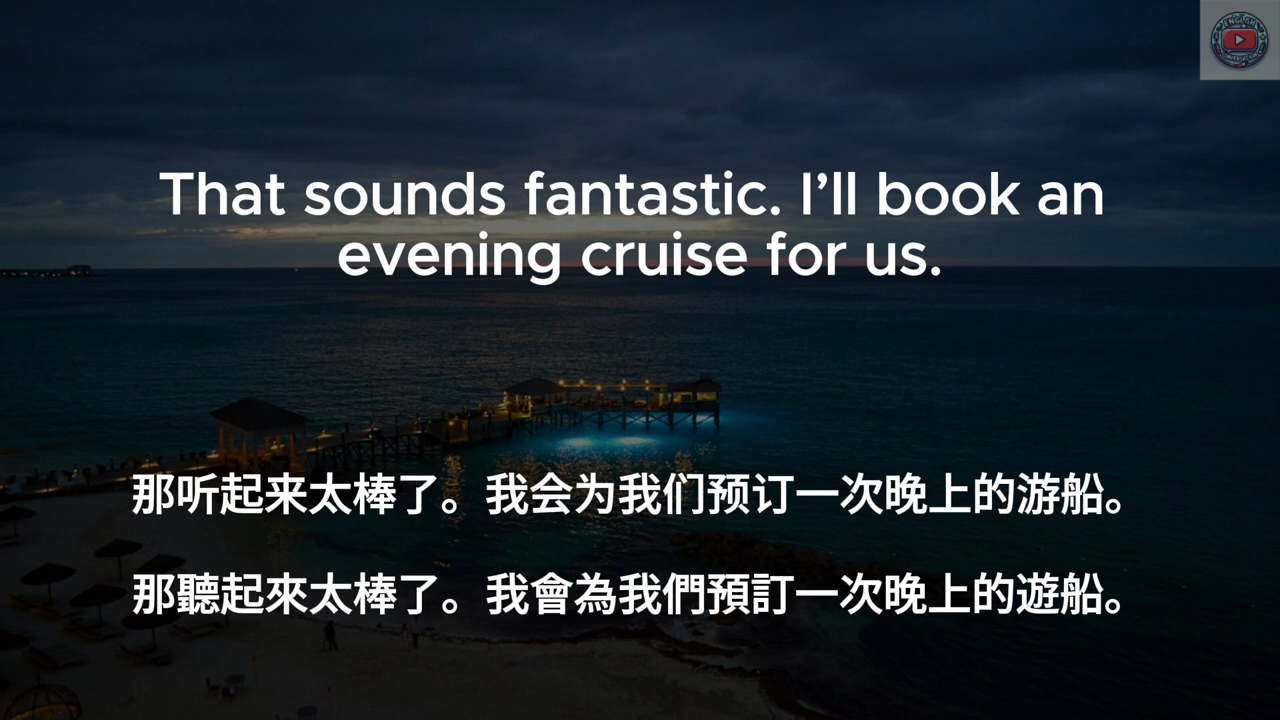 That sounds fantastic. I’ll book an
evening cruise for us.
那听起来太棒了。我会为我们预订一次晚上的游船。
那聽起來太棒了。我會為我們預訂一次晚上的遊船。